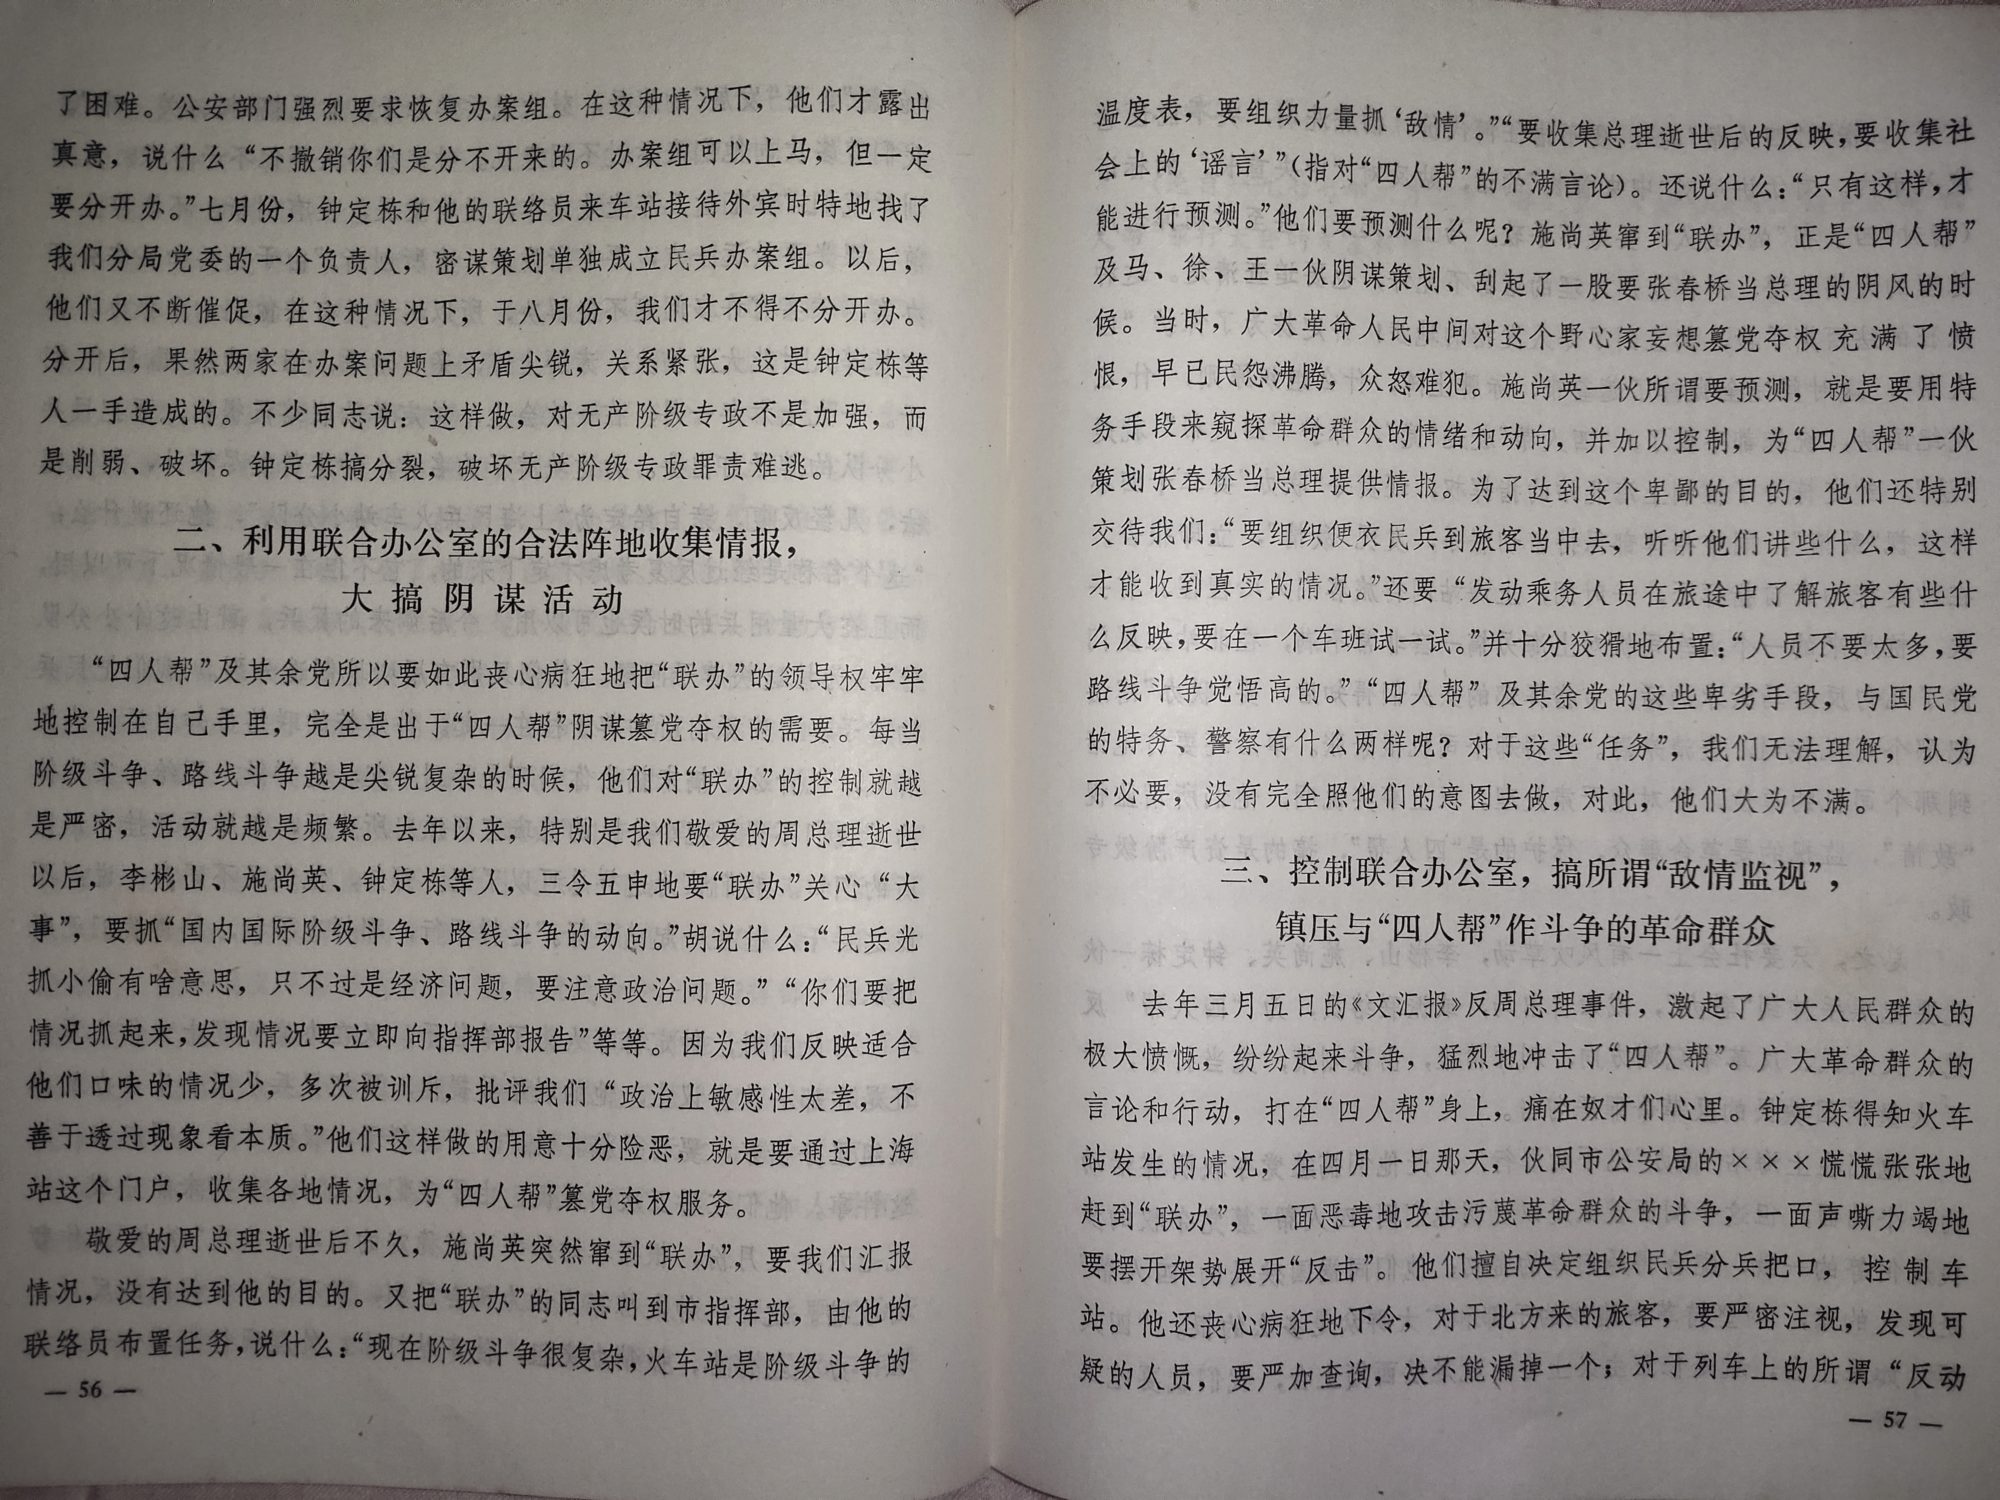 了困难。公安部门强烈要求恢复办案组。在这种情况下，他们才露出
真意，说什么“不撤销你们是分不开来的。办案组可以上马，但一定
要分开办。”七月份，钟定栋和他的联络员来车站接待外宾时特地找了
我们分局党委的一个负责人，密谋策划单独成立民兵办案组。以后，
他们又不断催促，在这种情况下，于八月份，我们才不得不分开办。
分开后，果然两家在办案问题上矛盾尖锐，关系紧张，这是钟定栋等
人一手造成的。不少同志说：这样做，对无产阶级专政不是加强，而
是削弱、破坏。钟定栋搞分裂，破坏无产阶级专政罪责难逃。
二、利用联合办公室的合法阵地收集情报，
大搞阴谋活动
“四人帮”及其余党所以要如此丧心病狂地把“联办”的领导权牢牢
地控制在自己手里，完全是出于“四人帮”阴谋篡党夺权的需要。每当
阶级斗争、路线斗争越是尖锐复杂的时候，他们对“联办”的控制就越
是严密，活动就越是频繁。去年以来，特别是我们敬爱的周总理逝世
以后，李彬山、施尚英、钟定栋等人，三令五申地要“联办”关心“大
事”，要抓“国内国际阶级斗争、路线斗争的动向。”胡说什么：“民兵光
抓小偷有啥意思，只不过是经济问题，要注意政治问题。”“你们要把
情况抓起来，发现情况要立即向指挥部报告”等等。因为我们反映适合
他们口味的情况少，多次被训斥，批评我们“政治上敏感性太差，不
善于透过现象看本质。”他们这样做的用意十分险恶，就是要通过上海
站这个门户，收集各地情况，为“四人帮”篡党夺权服务。
敬爱的周总理逝世后不久，施尚英突然窜到“联办”，要我们汇报
情况，没有达到他的目的。又把“联办”的同志叫到市指挥部，由他的
联络员布置任务，说什么：“现在阶级斗争很复杂，火车站是阶级斗争的
— 56 —
温度表，要组织力量抓‘敌情’。”“要收集总理逝世后的反映，要收集社
会上的‘谣言’”（指对“四人帮”的不满言论）。还说什么：“只有这样，才
能进行预测。”他们要预测什么呢？施尚英窜到“联办”，正是“四人帮”
及马、徐、王一伙阴谋策划、刮起了一股要张春桥当总理的阴风的时
候。当时，广大革命人民中间对这个野心家妄想篡党夺权充满了愤
恨，早已民怨沸腾，众怒难犯。施尚英一伙所谓要预测，就是要用特
务手段来窥探革命群众的情绪和动向，并加以控制，为“四人帮”一伙
策划张春桥当总理提供情报。为了达到这个卑鄙的目的，他们还特别
交待我们：“要组织便衣民兵到旅客当中去，听听他们讲些什么，这样
才能收到真实的情况。”还要“发动乘务人员在旅途中了解旅客有些什
么反映，要在一个车班试一试。”并十分狡猾地布置：“人员不要太多，要
路线斗争觉悟高的。”“四人帮”及其余党的这些卑劣手段，与国民党
的特务、警察有什么两样呢？对于这些“任务”，我们无法理解，认为
不必要，没有完全照他们的意图去做，对此，他们大为不满。
三、控制联合办公室，搞所谓“敌情监视”，
镇压与“四人帮”作斗争的革命群众
去年三月五日的《文汇报》反周总理事件，激起了广大人民群众的
极大愤慨，纷纷起来斗争，猛烈地冲击了“四人帮”。广大革命群众的
言论和行动，打在“四人帮”身上，痛在奴才们心里。钟定栋得知火车
站发生的情况，在四月一日那天，伙同市公安局的×××慌慌张张地
赶到“联办”，一面恶毒地攻击污蔑革命群众的斗争，一面声嘶力竭地
要摆开架势展开“反击”。他们擅自决定组织民兵分兵把口，控制车
站。他还丧心病狂地下令，对于北方来的旅客，要严密注视，发现可
疑的人员，要严加查询，决不能漏掉一个；对于列车上的所谓“反动
— 57 —